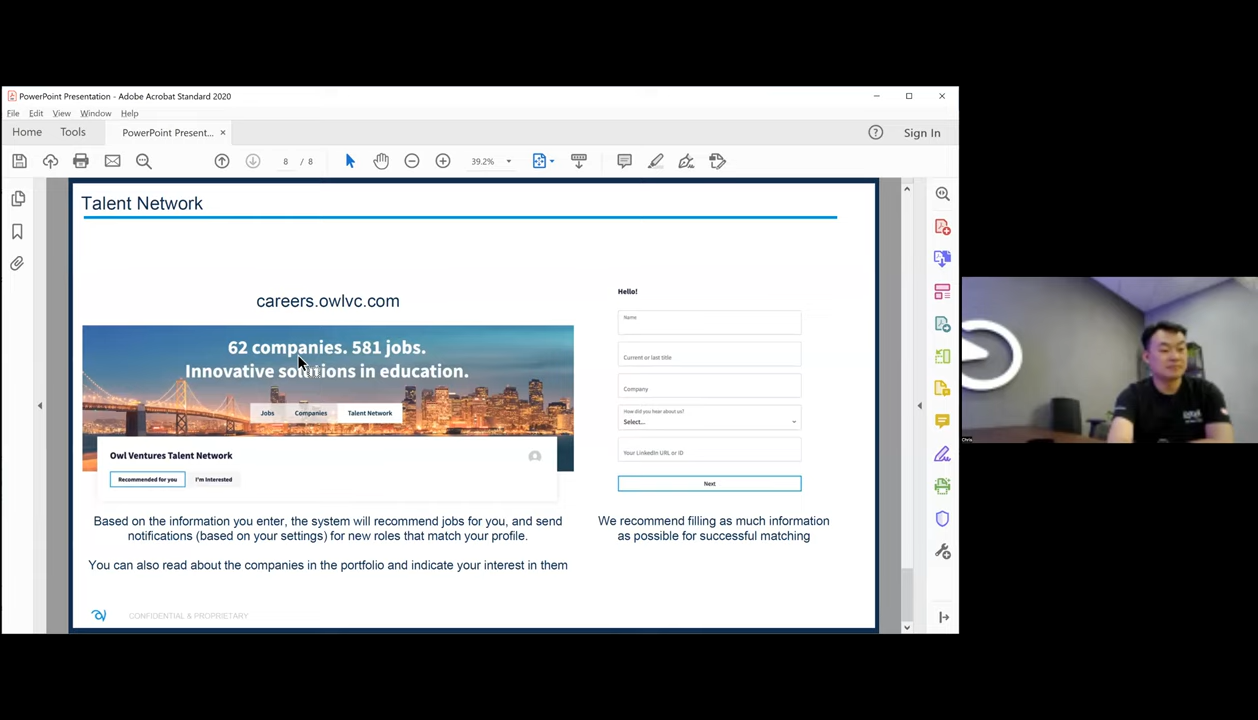 PowerPoint Presentation - Adobe Acrobat Standard 2020
File Edit View Window Help
Home Tools PowerPoint Present... × Sign In
8 / 8 39.2%
Talent Network
careers.owlvc.com
62 companies. 581 jobs.
Innovative solutions in education.
Jobs Companies Talent Network
Owl Ventures Talent Network
Recommended for you I'm Interested
Based on the information you enter, the system will recommend jobs for you, and send
notifications (based on your settings) for new roles that match your profile.
You can also read about the companies in the portfolio and indicate your interest in them
Hello!
Name
Current or last title
Company
How did you hear about us?
Select...
Your LinkedIn URL or ID
Next
We recommend filling as much information
as possible for successful matching
CONFIDENTIAL & PROPRIETARY
Chris